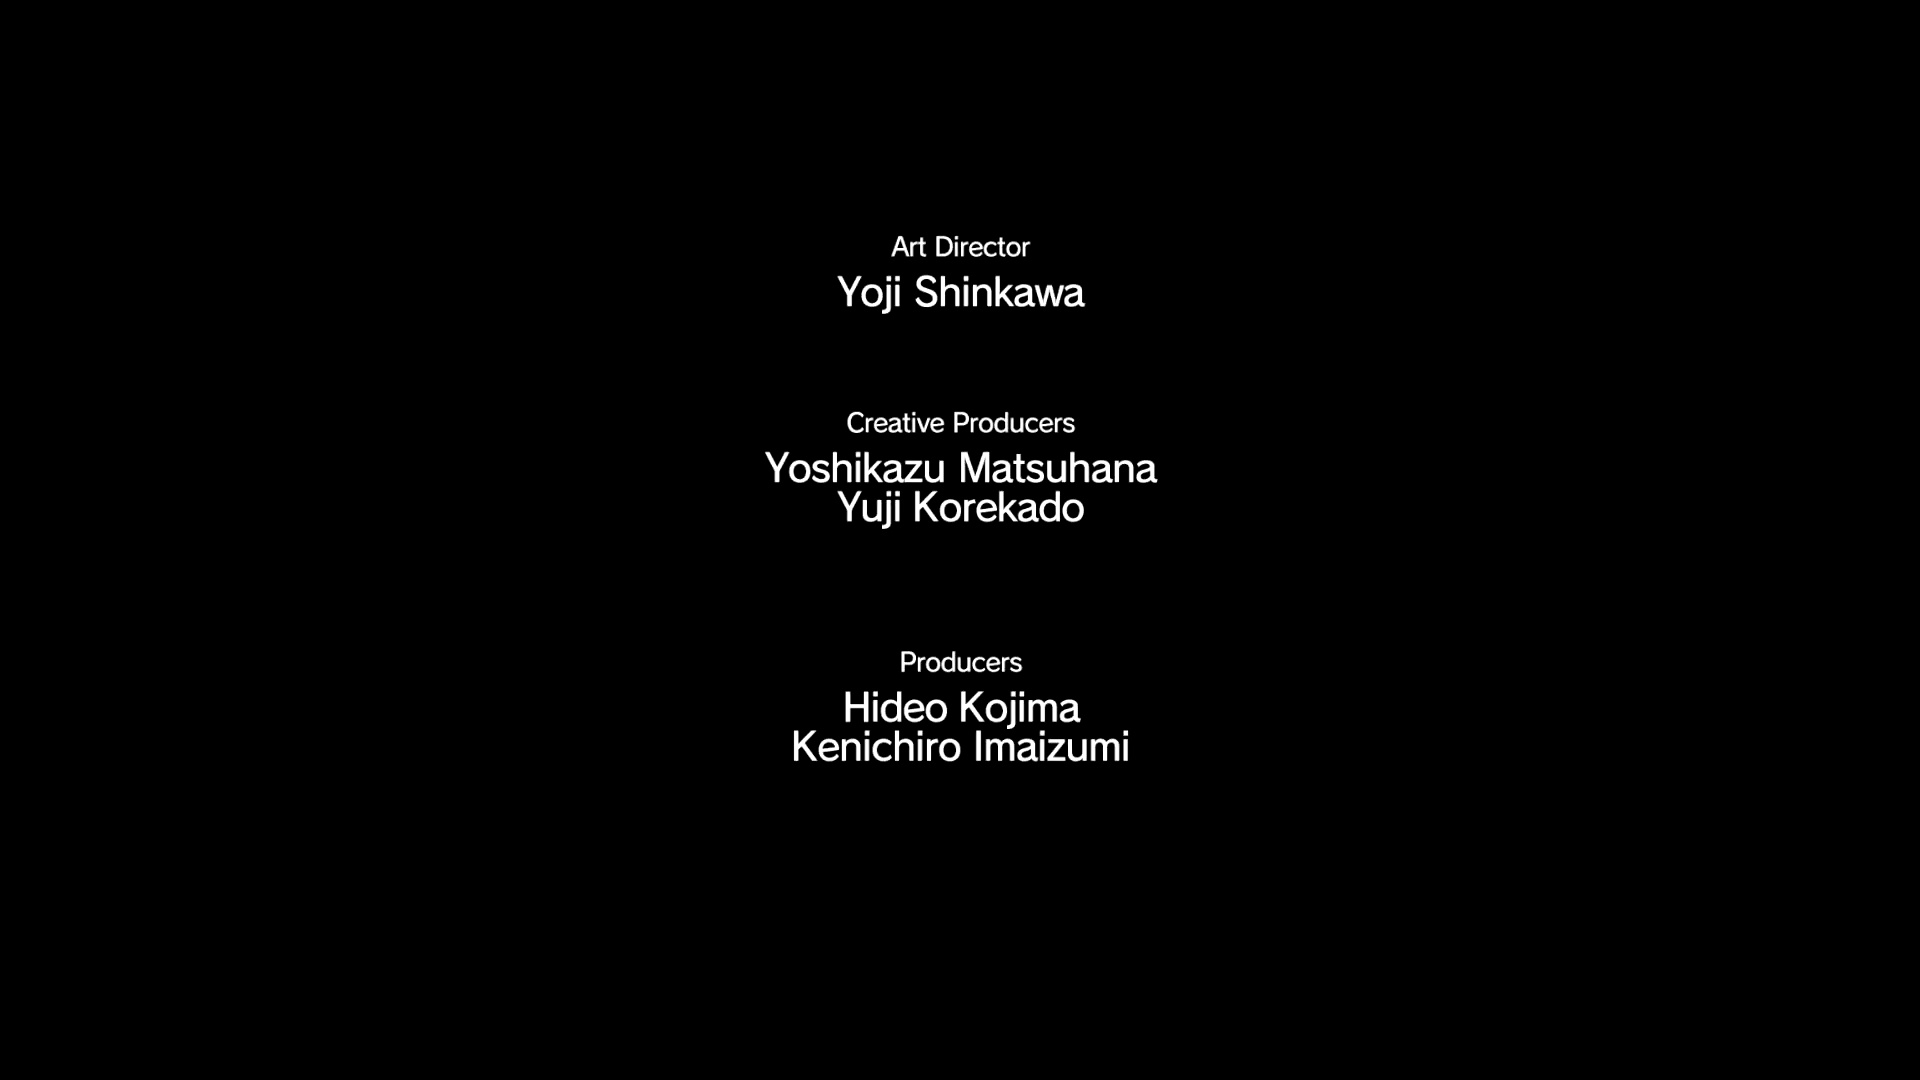 Art Director
Yoji Shinkawa
Creative Producers
Yoshikazu Matsuhana
Yuji Korekado
Producers
Hideo Kojima
Kenichiro Imaizumi